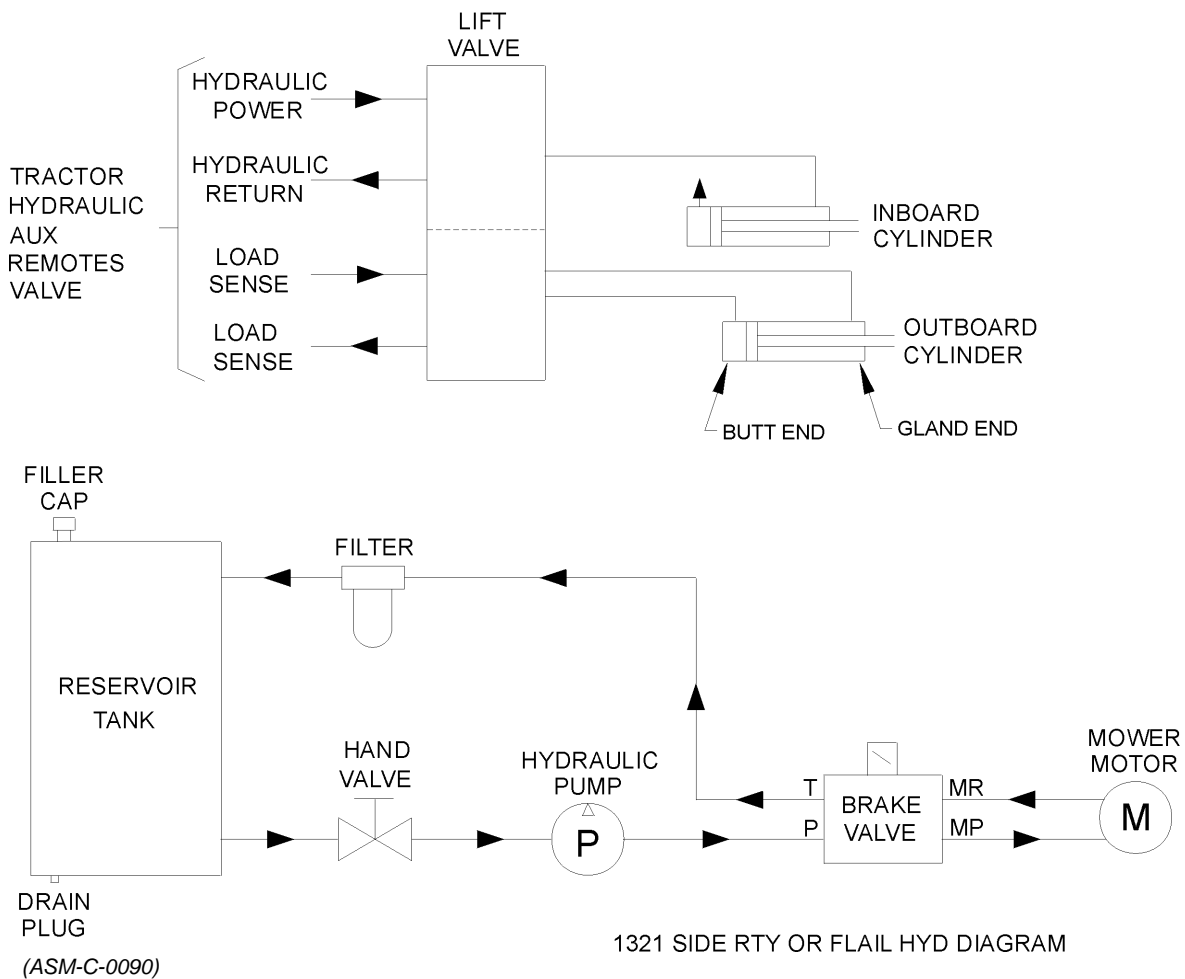 LIFT
VALVE
HYDRAULIC
POWER
HYDRAULIC
RETURN
TRACTOR
HYDRAULIC
AUX
REMOTES
VALVE
LOAD
SENSE
LOAD
SENSE
INBOARD
CYLINDER
OUTBOARD
CYLINDER
BUTT END
GLAND END
FILLER
CAP
FILTER
RESERVOIR
TANK
HAND
VALVE
HYDRAULIC
PUMP
P
T
P
BRAKE
VALVE
MR
MP
MOWER
MOTOR
M
DRAIN
PLUG
1321 SIDE RTY OR FLAIL HYD DIAGRAM
(ASM-C-0090)